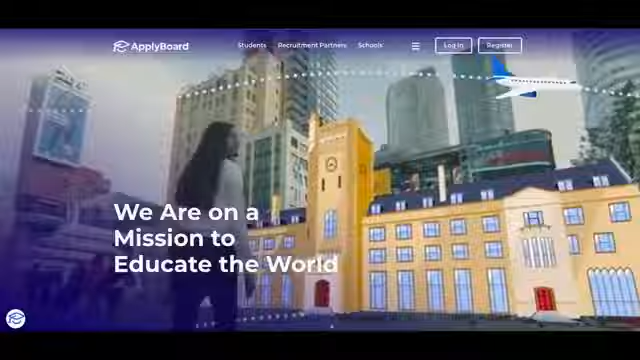 ApplyBoard
Students Recruitment Partners Schools
Log In Register
We Are on a
Mission to
Educate the World